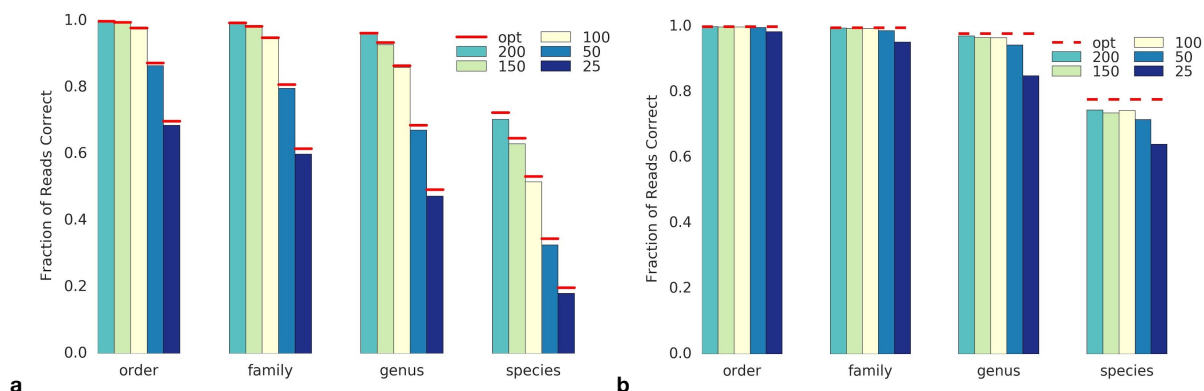 Fraction of Reads Correct
1.0
0.8
0.6
0.4
0.2
0.0
opt 100
200 50
150 25
order family genus species
a
Fraction of Reads Correct
1.0
0.8
0.6
0.4
0.2
0.0
opt 100
200 50
150 25
order family genus species
b